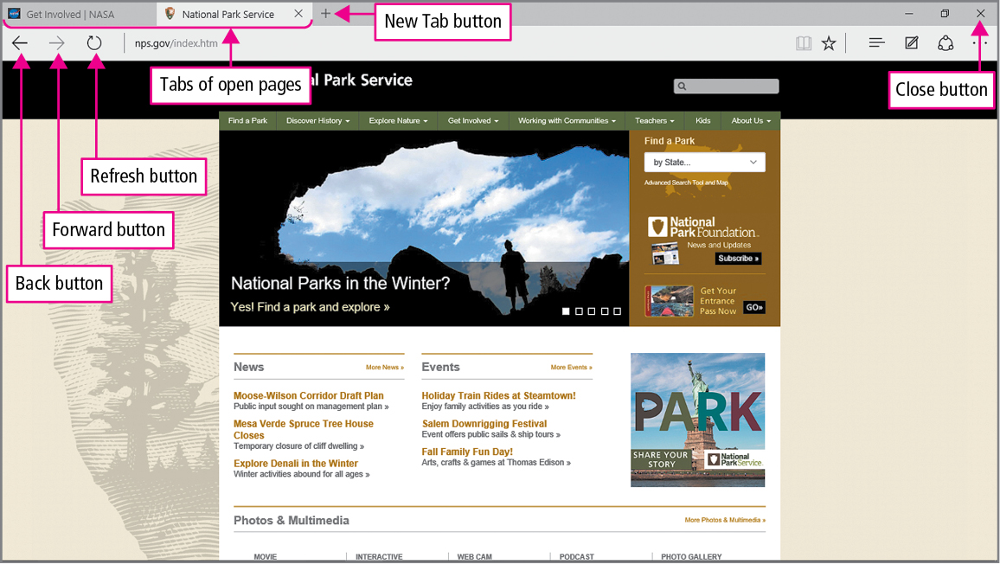 Get Involved | NASA
National Park Service
New Tab button
nps.gov/index.htm
Tabs of open pages
Close button
al Park Service
Find a Park
Discover History
Explore Nature
Get Involved
Working with Communities
Teachers
Kids
About Us
Refresh button
Forward button
Back button
National Parks in the Winter?
Yes! Find a park and explore »
Find a Park
by State...
Advanced Search Tool and Map
National
Park Foundation
News and Updates
Subscribe »
Get Your
Entrance
Pass Now
GO»
News
More News »
Moose-Wilson Corridor Draft Plan
Public input sought on management plan »
Mesa Verde Spruce Tree House
Closes
Temporary closure of cliff dwelling »
Explore Denali in the Winter
Winter activities abound for all ages »
Events
More Events »
Holiday Train Rides at Steamtown!
Enjoy family activities as you ride »
Salem Downrigging Festival
Event offers public sails & ship tours »
Fall Family Fun Day!
Arts, crafts & games at Thomas Edison »
PARK
SHARE YOUR
STORY
National
Park Service
Photos & Multimedia
More Photos & Multimedia »
MOVIE
INTERACTIVE
WEB CAM
PODCAST
PHOTO GALLERY